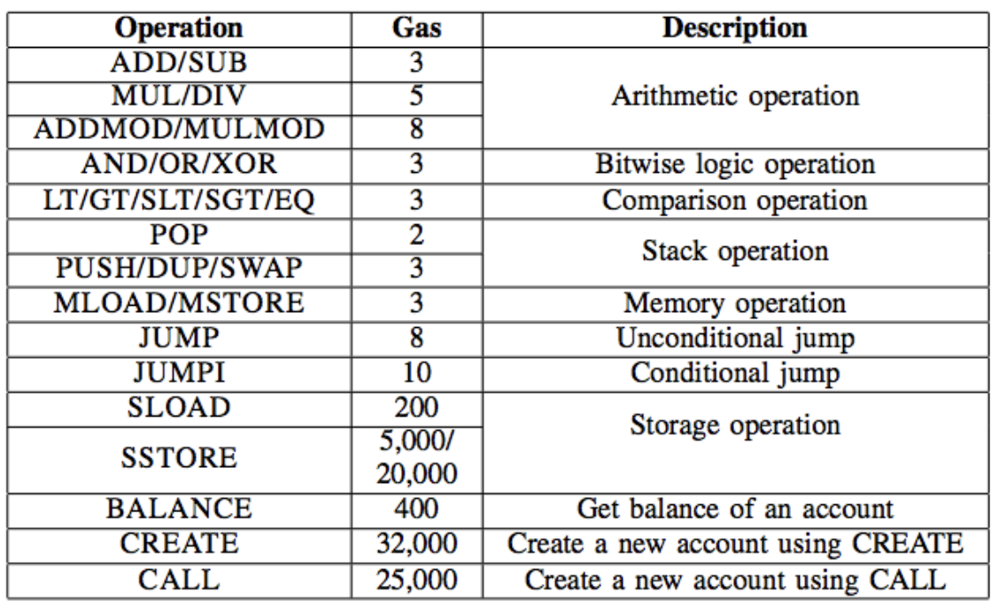 Operation Gas Description
ADD/SUB 3
MUL/DIV 5 Arithmetic operation
ADDMOD/MULMOD 8
AND/OR/XOR 3 Bitwise logic operation
LT/GT/SLT/SGT/EQ 3 Comparison operation
POP 2
Stack operation
PUSH/DUP/SWAP 3
MLOAD/MSTORE 3 Memory operation
JUMP 8 Unconditional jump
JUMPI 10 Conditional jump
SLOAD 200
Storage operation
SSTORE 5,000/
20,000
BALANCE 400 Get balance of an account
CREATE 32,000 Create a new account using CREATE
CALL 25,000 Create a new account using CALL